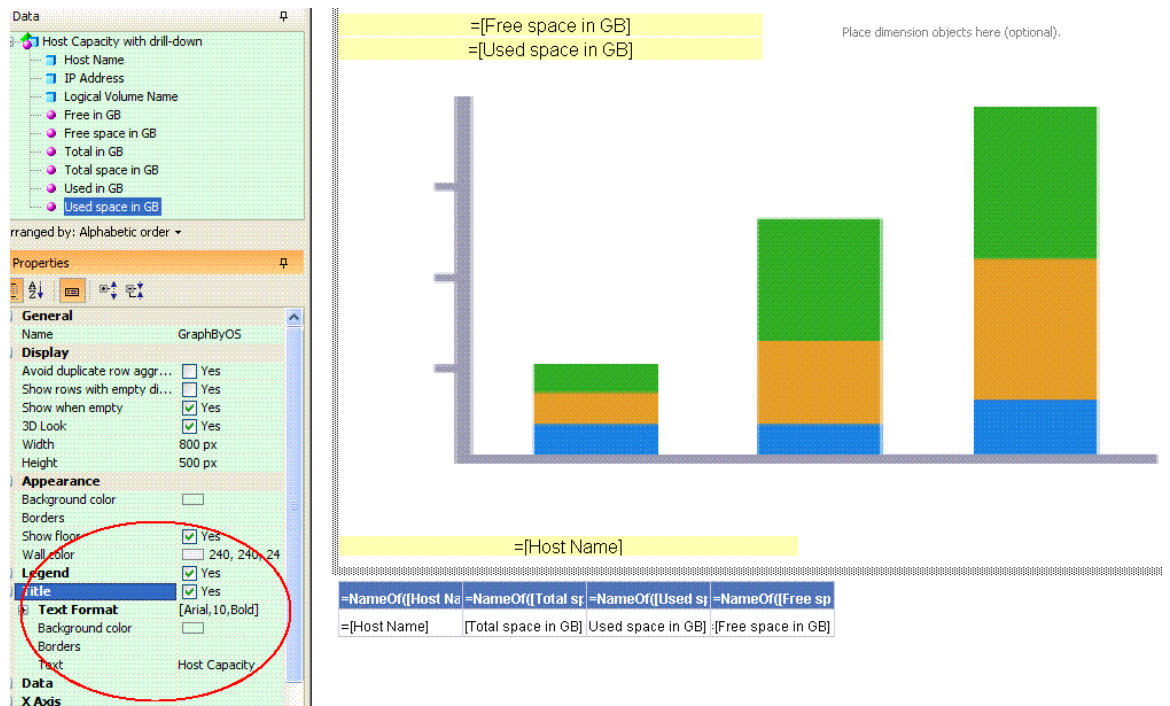 Data
Host Capacity with drill-down
Host Name
IP Address
Logical Volume Name
Free in GB
Free space in GB
Total in GB
Total space in GB
Used in GB
Used space in GB
rranged by: Alphabetic order
Properties
General
Name GraphByOS
Display
Avoid duplicate row aggr... Yes
Show rows with empty di... Yes
Show when empty Yes
3D Look Yes
Width 800 px
Height 500 px
Appearance
Background color
Borders
Show floor Yes
Wall color 240, 240, 24
Legend Yes
Title Yes
Text Format [Arial,10,Bold]
Background color
Borders
Text Host Capacity
Data
X Axis
=[Free space in GB]
=[Used space in GB]
Place dimension objects here (optional).
=[Host Name]
=NameOf([Host Na =NameOf([Total sp =NameOf([Used sp =NameOf([Free sp
=[Host Name] [Total space in GB] Used space in GB] [Free space in GB]